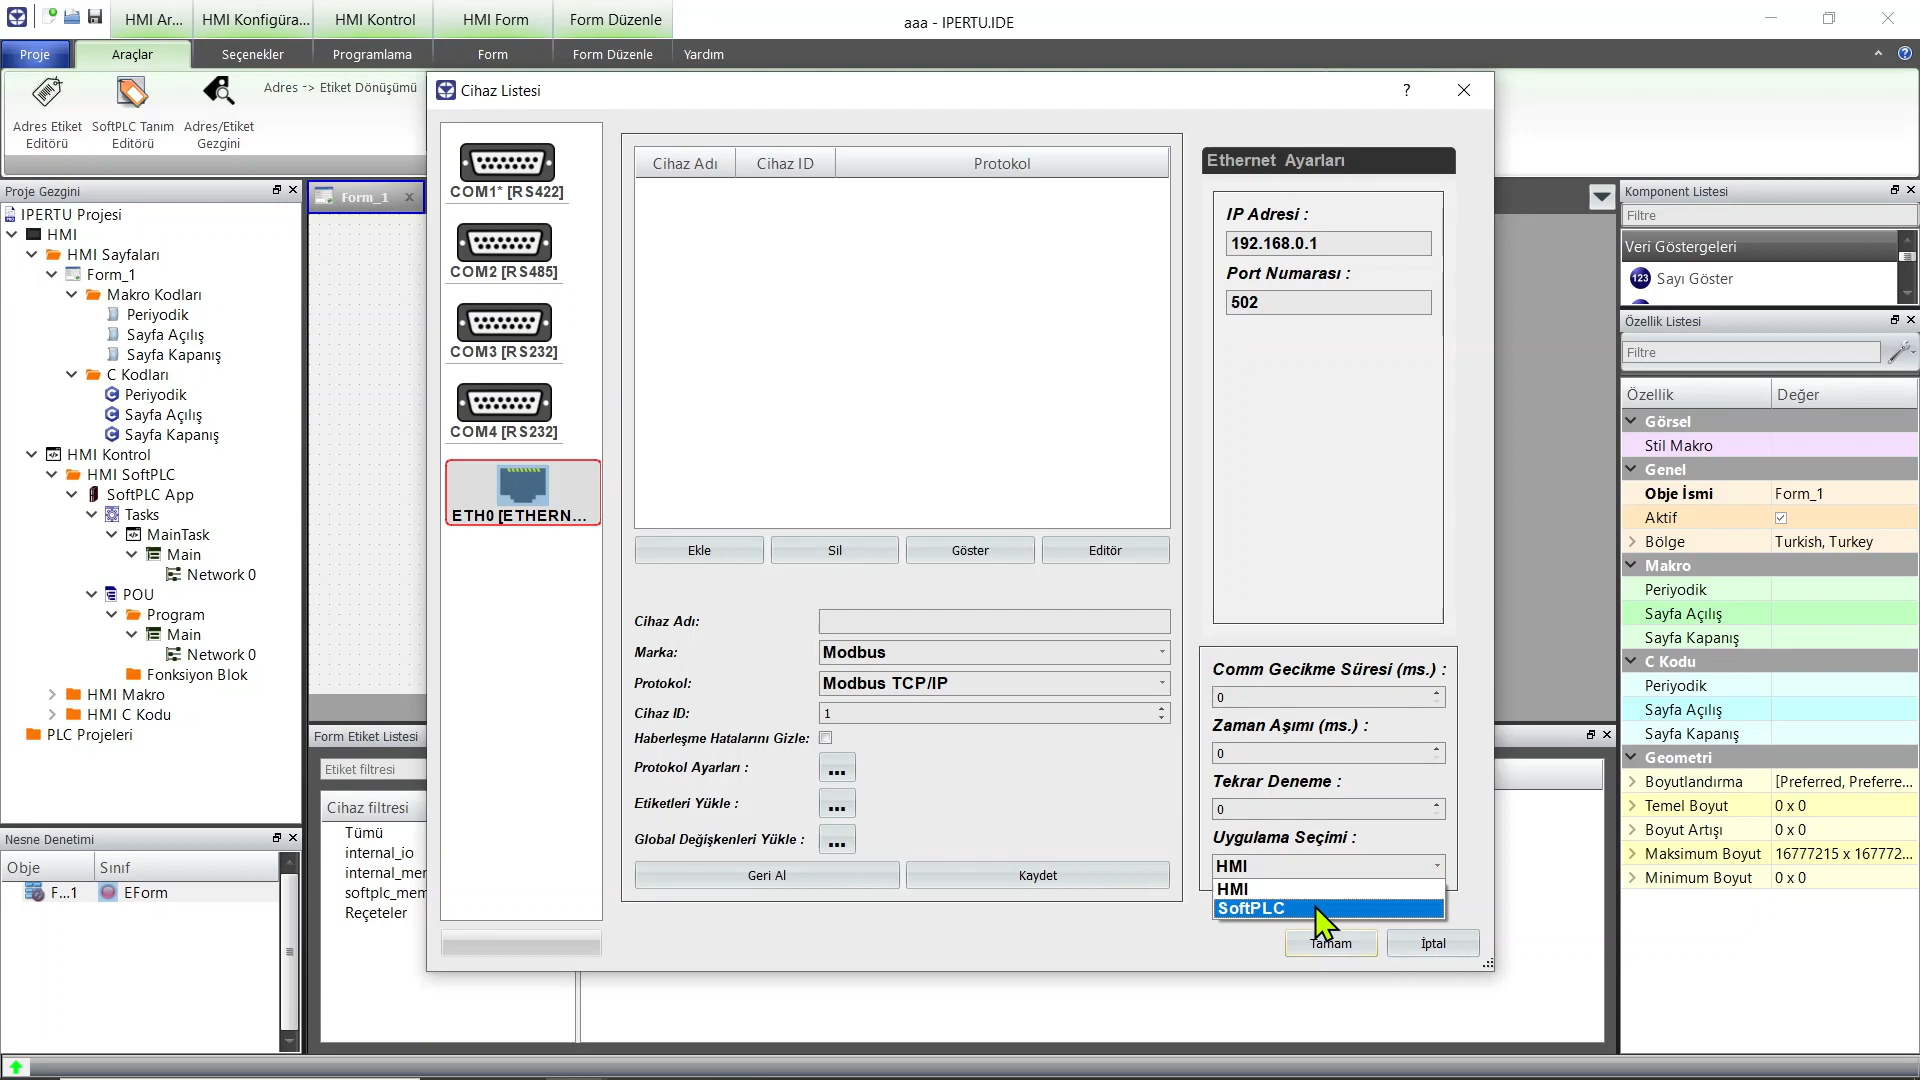 HMI Ar...
HMI Konfigüra...
HMI Kontrol
HMI Form
Form Düzenle
aaa - IPERTU.IDE
Proje
Araçlar
Seçenekler
Programlama
Form
Form Düzenle
Yardım
Adres Etiket
Editörü
SoftPLC Tanım
Editörü
Adres/Etiket
Gezgini
Adres -> Etiket Dönüşümü
Proje Gezgini
IPERTU Projesi
HMI
HMI Sayfaları
Form_1
Makro Kodları
Periyodik
Sayfa Açılış
Sayfa Kapanış
C Kodları
Periyodik
Sayfa Açılış
Sayfa Kapanış
HMI Kontrol
HMI SoftPLC
SoftPLC App
Tasks
MainTask
Main
Network 0
POU
Program
Main
Network 0
Fonksiyon Blok
HMI Makro
HMI C Kodu
PLC Projeleri
Nesne Denetimi
Obje Sınıf
F...1 EForm
Form_1 x
Form Etiket Listesi
Etiket filtresi
Cihaz filtresi
Tümü
internal_io
internal_mer
softplc_mem
Reçeteler
Cihaz Listesi
?
COM1* [RS422]
COM2 [RS485]
COM3 [RS232]
COM4 [RS232]
ETH0 [ETHERN...
Cihaz Adı Cihaz ID Protokol
Ekle Sil Göster Editör
Cihaz Adı:
Marka: Modbus
Protokol: Modbus TCP/IP
Cihaz ID: 1
Haberleşme Hatalarını Gizle:
Protokol Ayarları : ...
Etiketleri Yükle : ...
Global Değişkenleri Yükle : ...
Geri Al Kaydet
Ethernet Ayarları
IP Adresi :
192.168.0.1
Port Numarası :
502
Comm Gecikme Süresi (ms.) :
0
Zaman Aşımı (ms.) :
0
Tekrar Deneme :
0
Uygulama Seçimi :
HMI
HMI
SoftPLC
Tamam İptal
Komponent Listesi
Filtre
Veri Göstergeleri
123 Sayı Göster
Özellik Listesi
Filtre
Özellik Değer
Görsel
Stil Makro
Genel
Obje İsmi Form_1
Aktif
Bölge Turkish, Turkey
Makro
Periyodik
Sayfa Açılış
Sayfa Kapanış
C Kodu
Periyodik
Sayfa Açılış
Sayfa Kapanış
Geometri
Boyutlandırma [Preferred, Preferre...
Temel Boyut 0 x 0
Boyut Artışı 0 x 0
Maksimum Boyut 16777215 x 167772...
Minimum Boyut 0 x 0